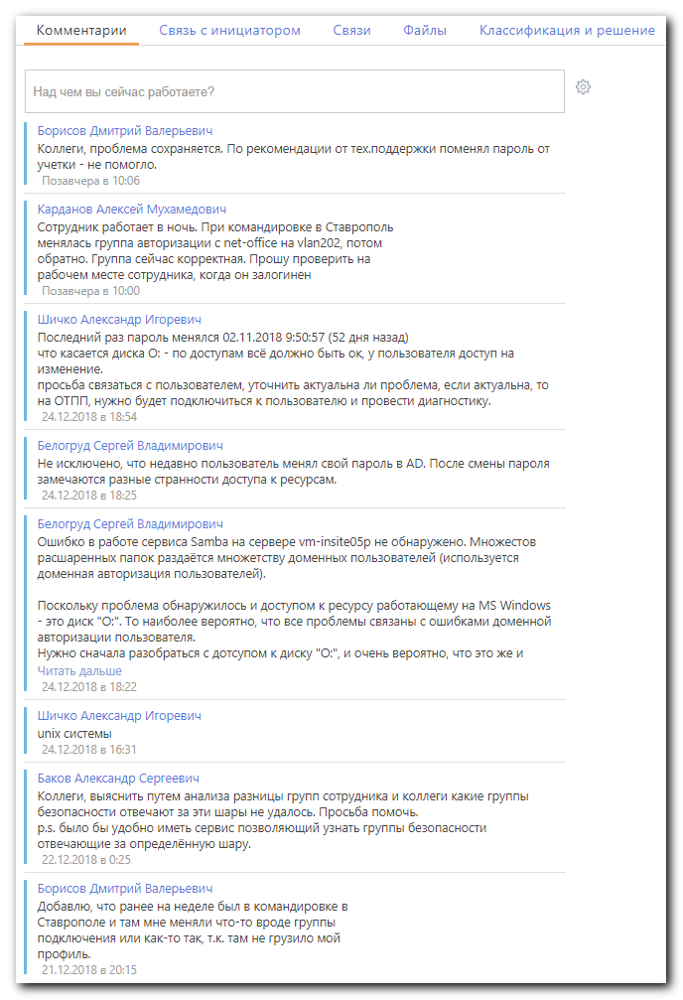 Комментарии Связь с инициатором Связи Файлы Классификация и решение
Над чем вы сейчас работаете?
Борисов Дмитрий Валерьевич
Коллеги, проблема сохраняется. По рекомендации от тех.поддержки поменял пароль от
учетки - не помогло.
Позавчера в 10:06
Карданов Алексей Мухамедович
Сотрудник работает в ночь. При командировке в Ставрополь
менялась группа авторизации с net-office на vlan202, потом
обратно. Группа сейчас корректная. Прошу проверить на
рабочем месте сотрудника, когда он залогинен
Позавчера в 10:00
Шичко Александр Игоревич
Последний раз пароль менялся 02.11.2018 9:50:57 (52 дня назад)
что касается диска O: - по доступам всё должно быть ок, у пользователя доступ на
изменение.
просьба связаться с пользователем, уточнить актуальна ли проблема, если актуальна, то
на ОТПП, нужно будет подключиться к пользователю и провести диагностику.
24.12.2018 в 18:54
Белогруд Сергей Владимирович
Не исключено, что недавно пользователь менял свой пароль в AD. После смены пароля
замечаются разные странности доступа к ресурсам.
24.12.2018 в 18:25
Белогруд Сергей Владимирович
Ошибко в работе сервиса Samba на сервере vm-insite05p не обнаружено. Множестов
расшаренных папок раздаётся множетству доменных пользователей (используется
доменная авторизация пользователей).
Поскольку проблема обнаружилось и доступом к ресурсу работающему на MS Windows
- это диск "O:". То наиболее вероятно, что все проблемы связаны с ошибками доменной
авторизации пользователя.
Нужно сначала разобраться с дотсупом к диску "O:", и очень вероятно, что это же и
Читать дальше
24.12.2018 в 18:22
Шичко Александр Игоревич
unix системы
24.12.2018 в 16:31
Баков Александр Сергеевич
Коллеги, выяснить путем анализа разницы групп сотрудника и коллеги какие группы
безопасности отвечают за эти шары не удалось. Просьба помочь.
p.s. было бы удобно иметь сервис позволяющий узнать группы безопасности
отвечающие за определённую шару.
22.12.2018 в 0:25
Борисов Дмитрий Валерьевич
Добавлю, что ранее на неделе был в командировке в
Ставрополе и там мне меняли что-то вроде группы
подключения или как-то так, т.к. там не грузило мой
профиль.
21.12.2018 в 20:15